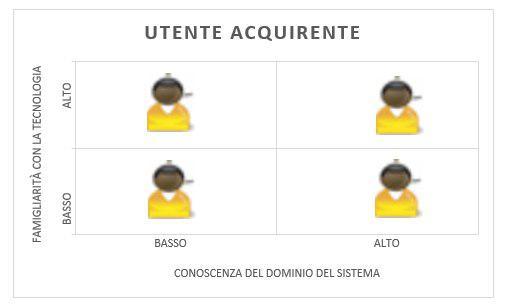 UTENTE ACQUIRENTE
FAMIGLIARITÀ CON LA TECNOLOGIA
ALTO
BASSO
BASSO
ALTO
CONOSCENZA DEL DOMINIO DEL SISTEMA